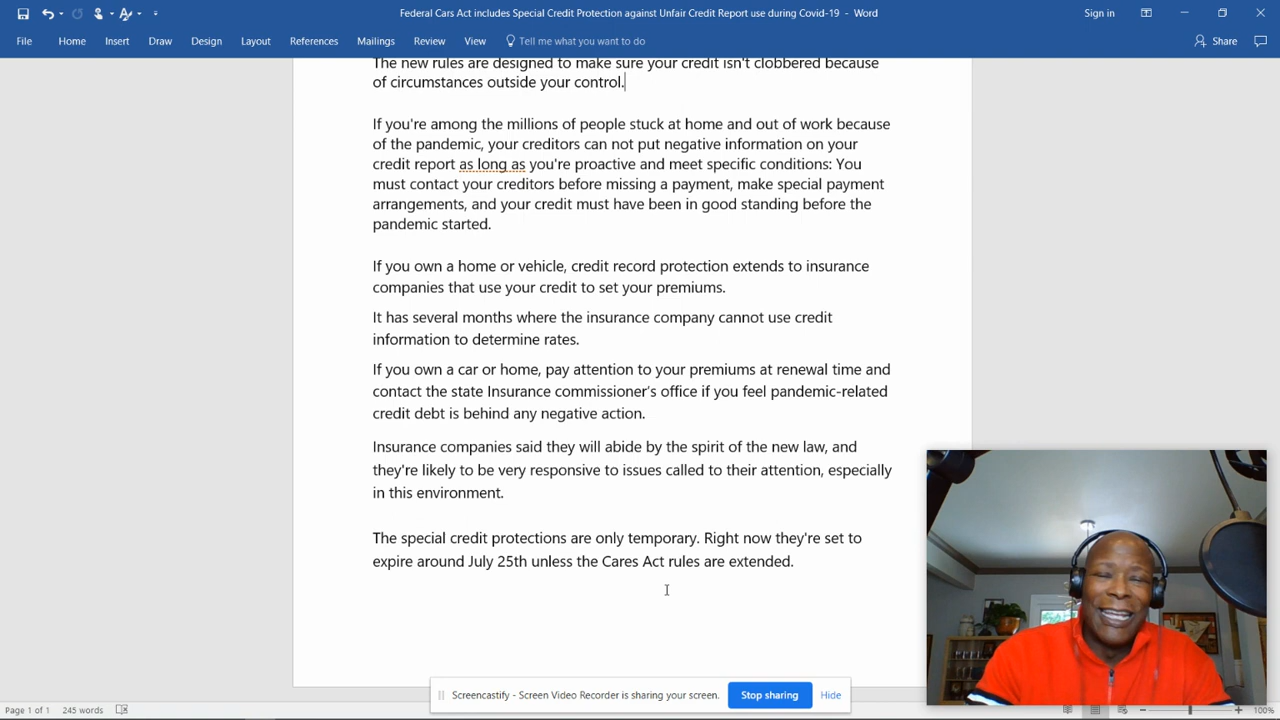 Federal Cars Act includes Special Credit Protection against Unfair Credit Report use during Covid-19 - Word
Sign in
File Home Insert Draw Design Layout References Mailings Review View Tell me what you want to do
Share
The new rules are designed to make sure your credit isn't clobbered because
of circumstances outside your control.
If you're among the millions of people stuck at home and out of work because
of the pandemic, your creditors can not put negative information on your
credit report as long as you're proactive and meet specific conditions: You
must contact your creditors before missing a payment, make special payment
arrangements, and your credit must have been in good standing before the
pandemic started.
If you own a home or vehicle, credit record protection extends to insurance
companies that use your credit to set your premiums.
It has several months where the insurance company cannot use credit
information to determine rates.
If you own a car or home, pay attention to your premiums at renewal time and
contact the state Insurance commissioner's office if you feel pandemic-related
credit debt is behind any negative action.
Insurance companies said they will abide by the spirit of the new law, and
they're likely to be very responsive to issues called to their attention, especially
in this environment.
The special credit protections are only temporary. Right now they're set to
expire around July 25th unless the Cares Act rules are extended.
Screencastify - Screen Video Recorder is sharing your screen.
Stop sharing
Hide
Page 1 of 1
245 words
100%